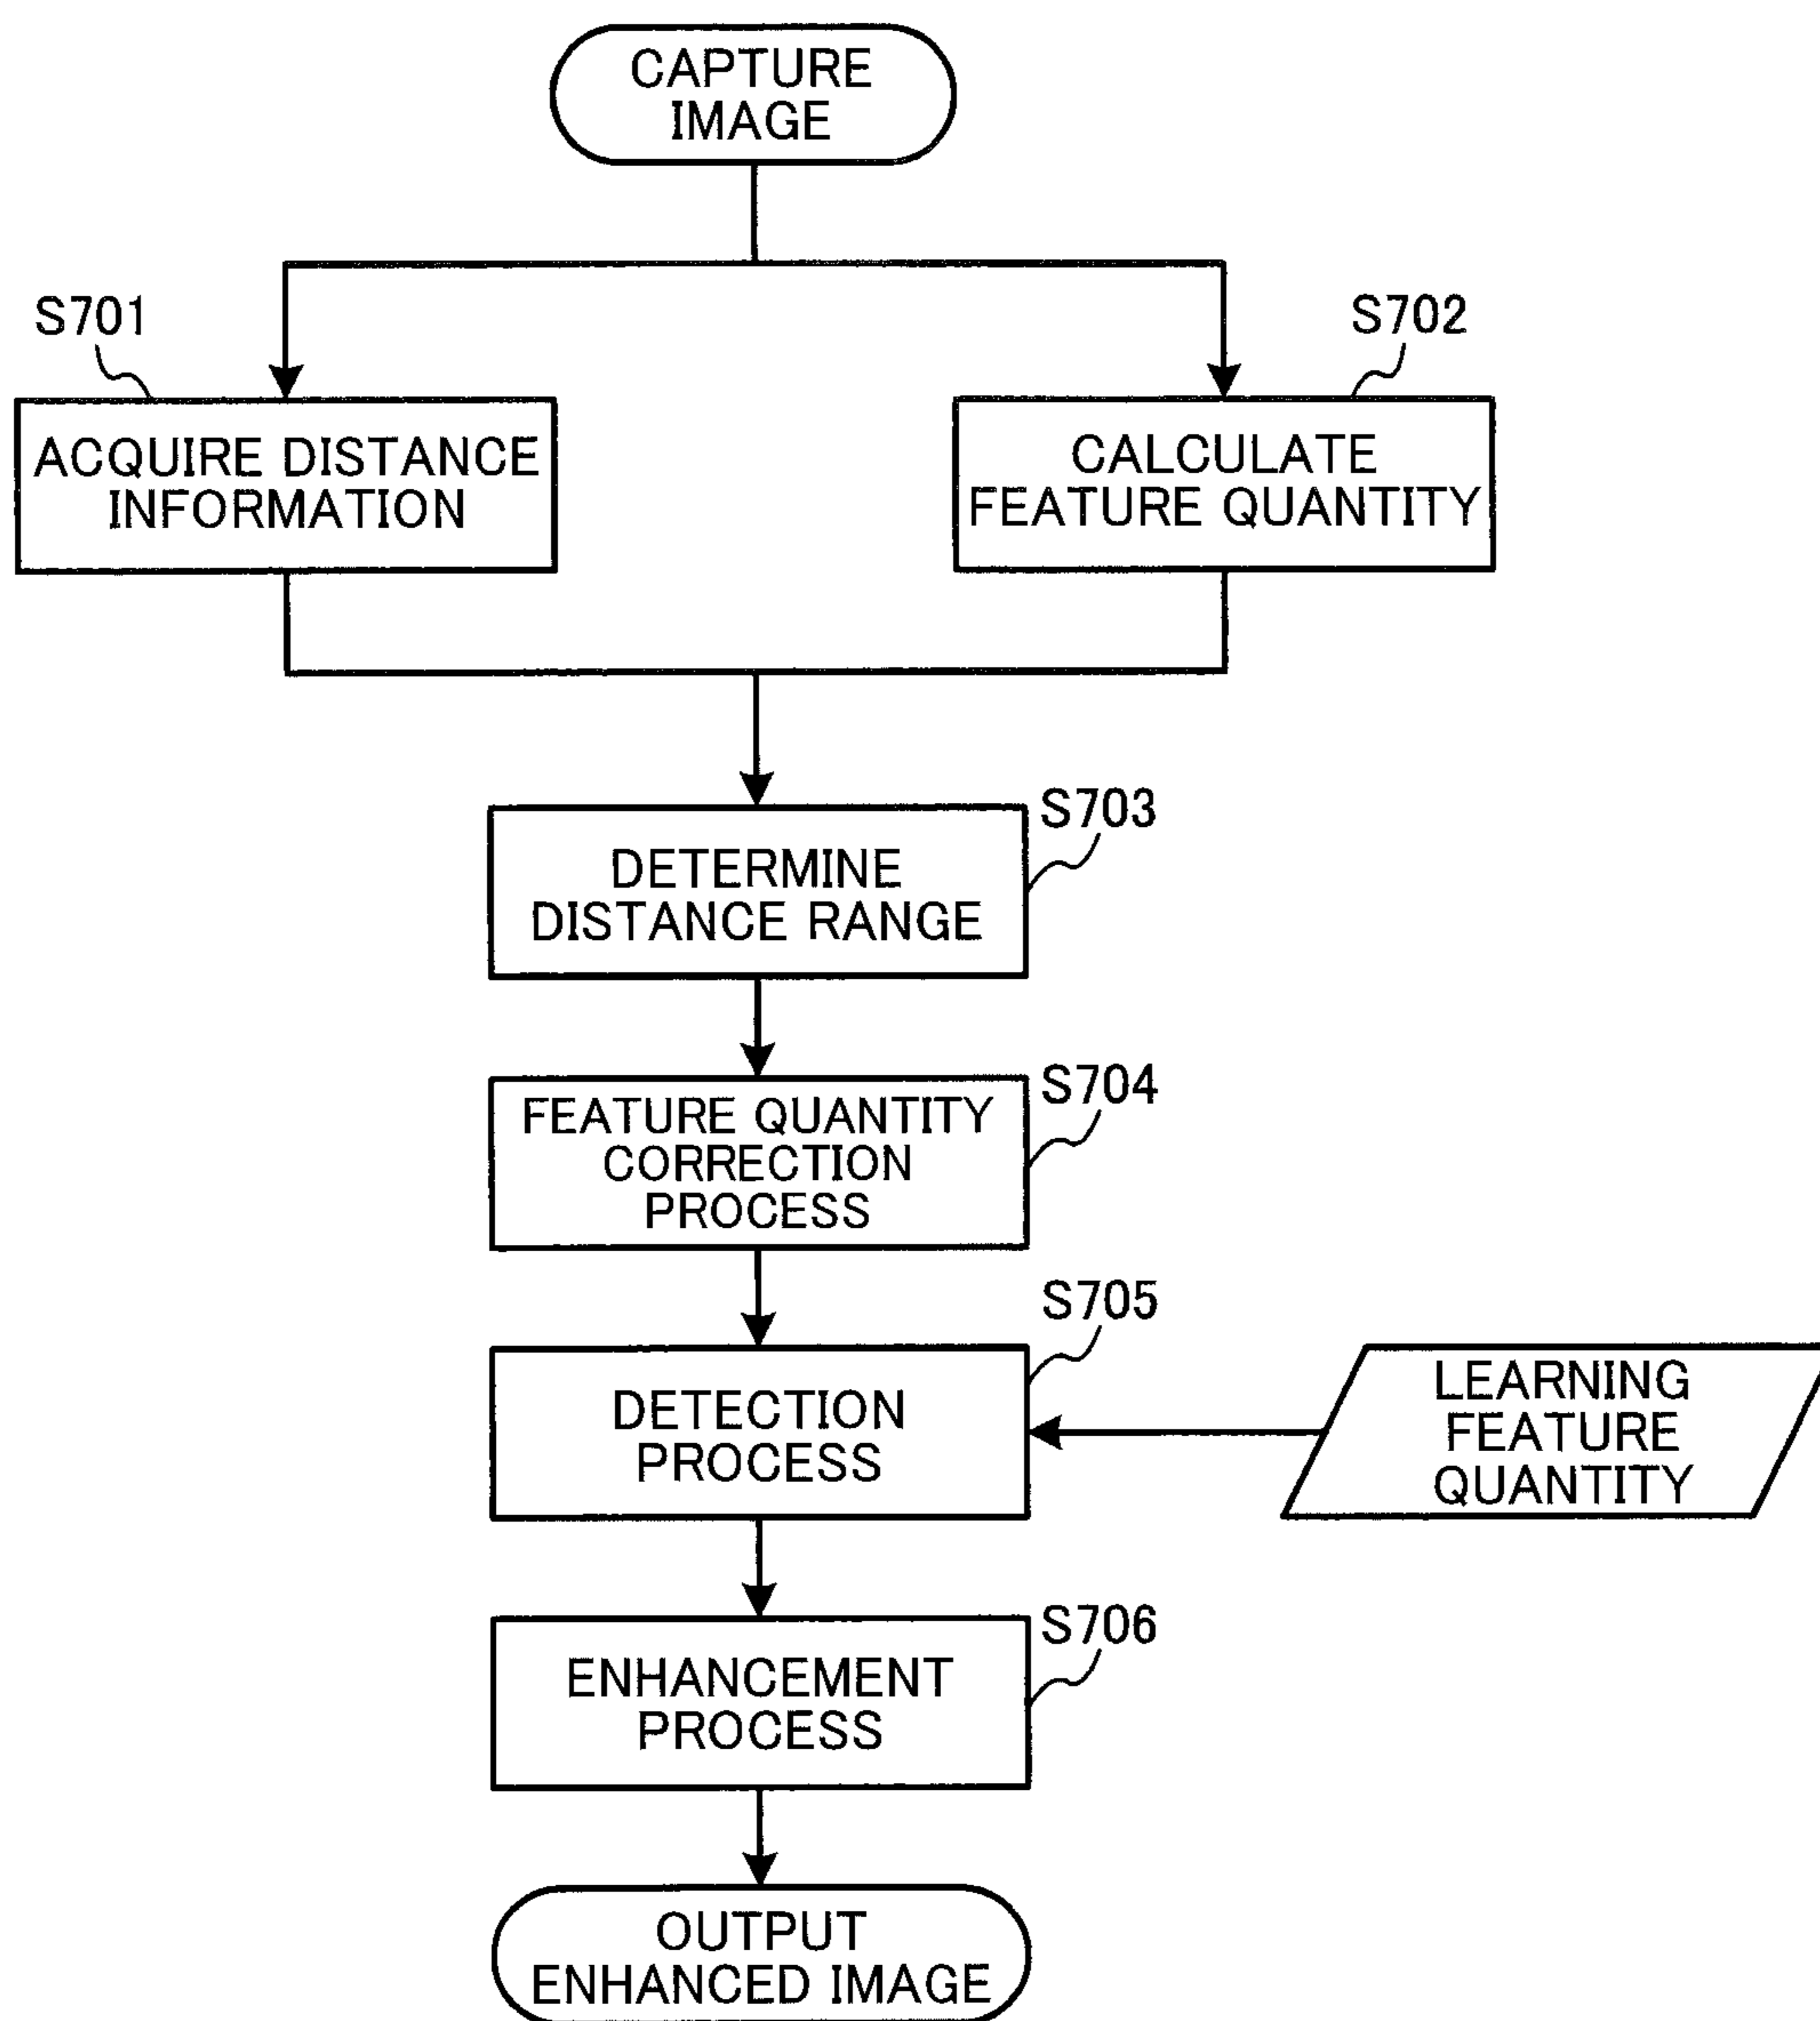 CAPTURE
IMAGE
S701
S702
ACQUIRE DISTANCE
INFORMATION
CALCULATE
FEATURE QUANTITY
S703
DETERMINE
DISTANCE RANGE
S704
FEATURE QUANTITY
CORRECTION
PROCESS
S705
DETECTION
PROCESS
LEARNING
FEATURE
QUANTITY
S706
ENHANCEMENT
PROCESS
OUTPUT
ENHANCED IMAGE